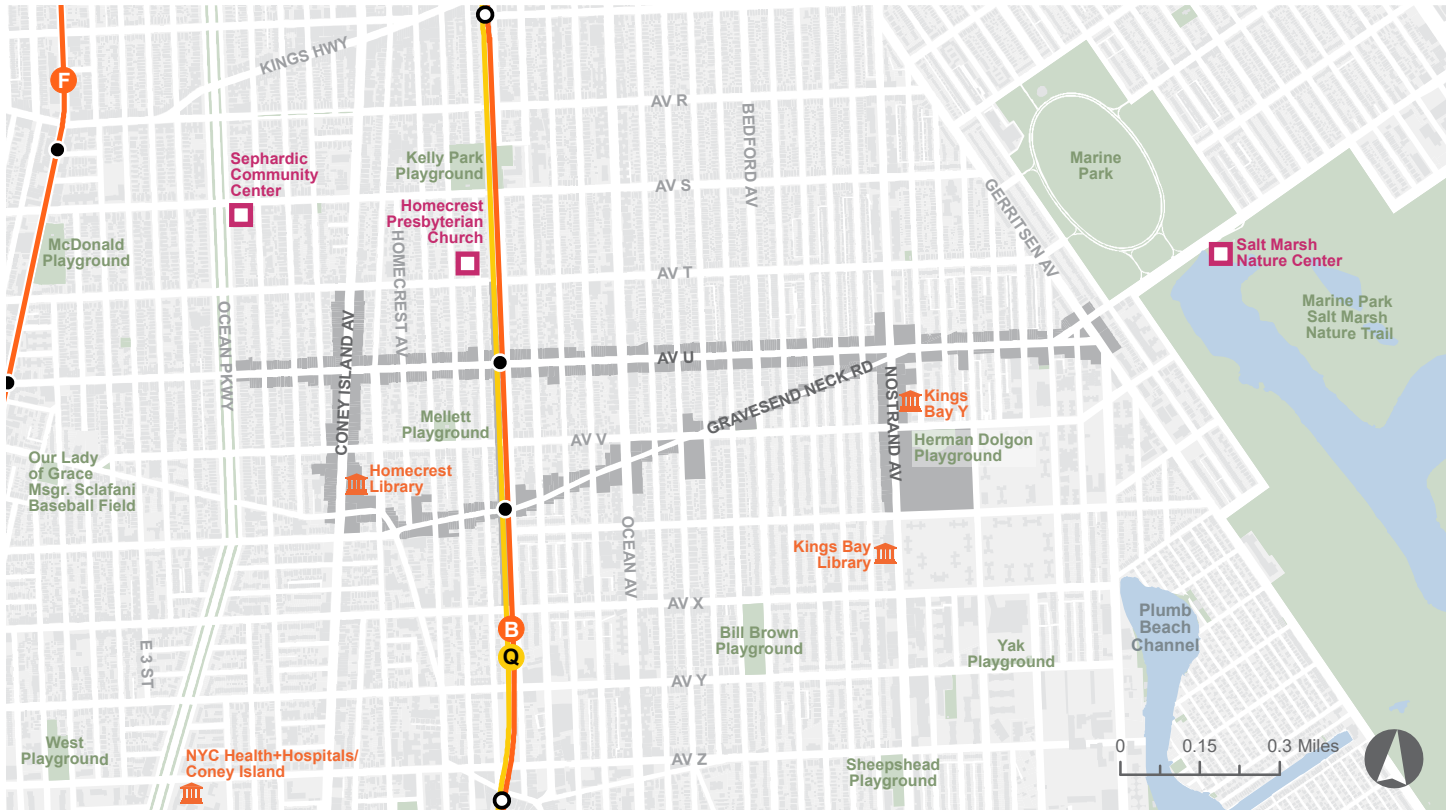 F
KINGS HWY
AV R
BEDFORD AV
Sephardic
Community
Center
Kelly Park
Playground
Marine
Park
AV S
GERRITSEN AV
Homecrest
Presbyterian
Church
HOMECREST AV
McDonald
Playground
Salt Marsh
Nature Center
AV T
Marine Park
Salt Marsh
Nature Trail
OCEAN PKWY
CONEY ISLAND AV
AV U
GRAVESEND NECK RD
NOSTRAND AV
Kings
Bay Y
Mellett
Playground
AV V
Herman Dolgon
Playground
Our Lady
of Grace
Msgr. Sclafani
Baseball Field
Homecrest
Library
OCEAN AV
Kings Bay
Library
AV X
Plumb
Beach
Channel
B
Q
Bill Brown
Playground
Yak
Playground
E 3 ST
AV Y
West
Playground
NYC Health+Hospitals/
Coney Island
AV Z
Sheepshead
Playground
0 0.15 0.3 Miles